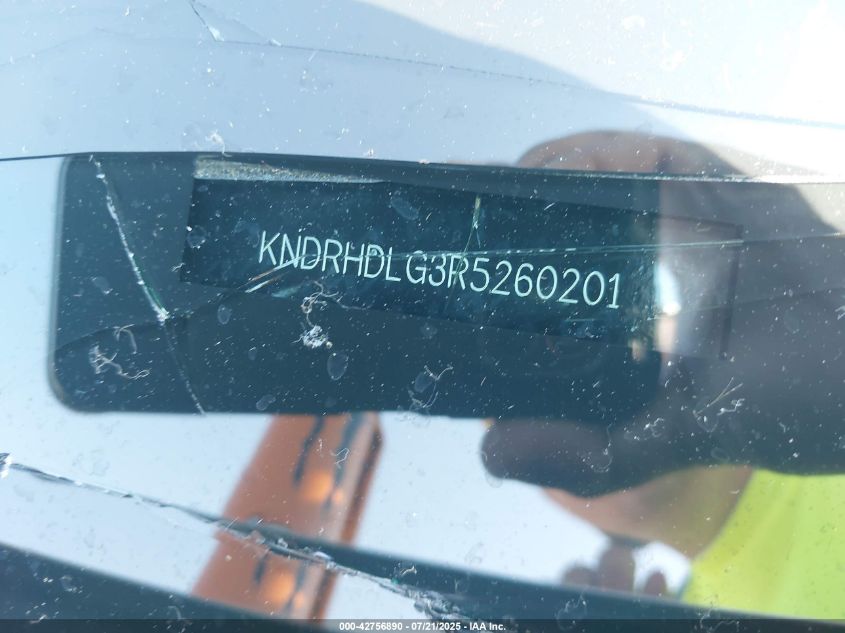 KNDRHDLG3R5260201
000-42756890 - 07/21/2025 - IAA Inc.